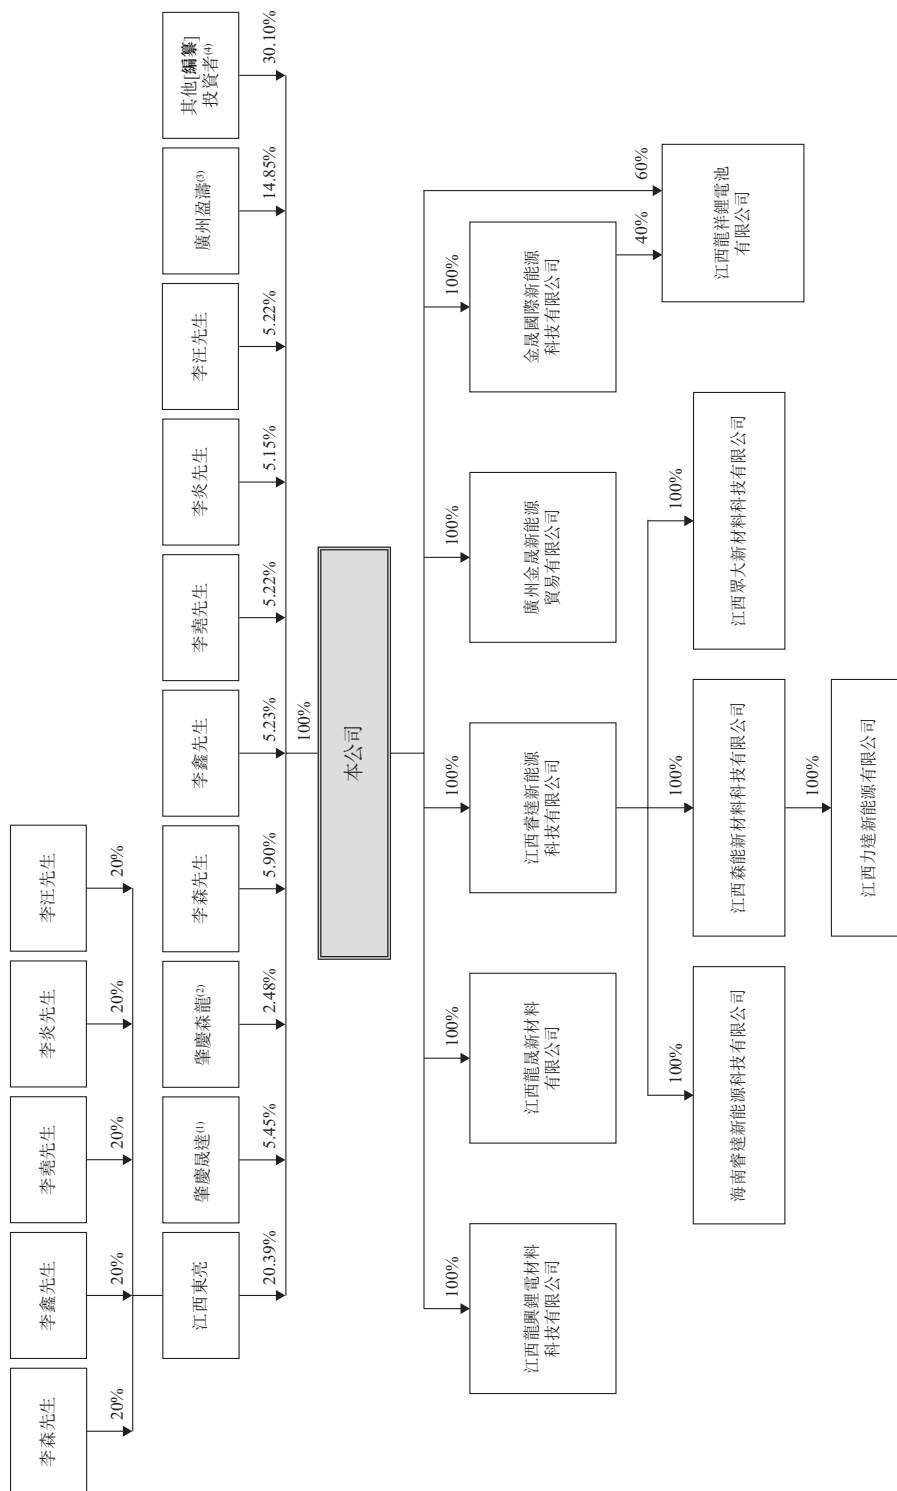 李森先生
李鑫先生
李堯先生
李炎先生
李汪先生
20%
20%
20%
20%
20%
江西東亮
肇慶晟達(1)
肇慶森龍(2)
李森先生
李鑫先生
李堯先生
李炎先生
李汪先生
廣州盈濤(3)
其他[編纂]
投資者(4)
20.39%
5.45%
2.48%
5.90%
5.23%
5.22%
5.15%
5.22%
14.85%
30.10%
100%
本公司
100%
100%
100%
100%
100%
60%
江西龍興鋰電材料
科技有限公司
江西龍晟新材料
有限公司
江西睿達新能源
科技有限公司
廣州金晟新能源
貿易有限公司
金晟國際新能源
科技有限公司
40%
江西龍祥鋰電池
有限公司
100%
100%
100%
海南睿達新能源科技有限公司
江西森能新材料科技有限公司
江西眾大新材料科技有限公司
100%
江西力達新能源有限公司